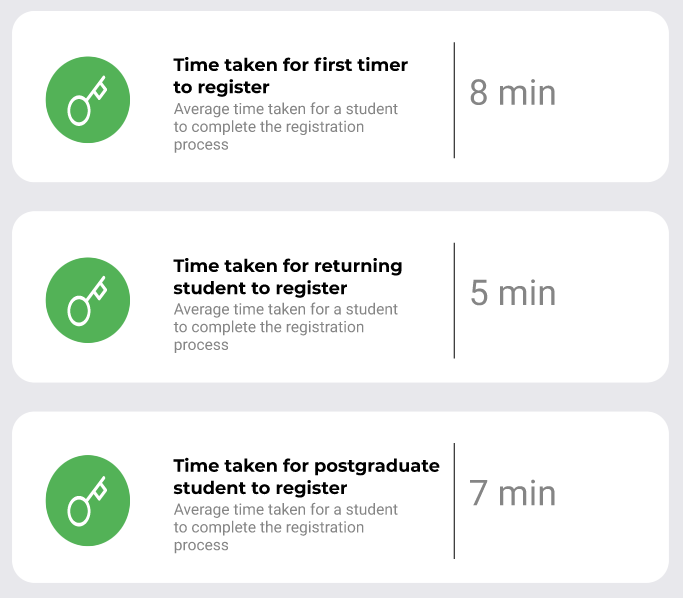 Time taken for first timer
to register
Average time taken for a student
to complete the registration
process
8 min
Time taken for returning
student to register
Average time taken for a student
to complete the registration
process
5 min
Time taken for postgraduate
student to register
Average time taken for a student
to complete the registration
process
7 min